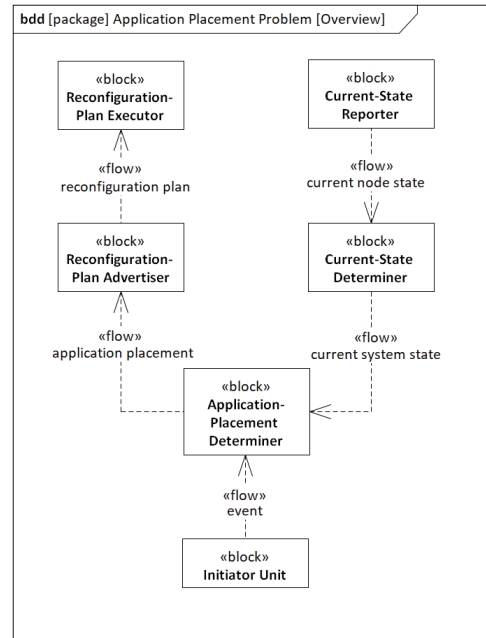 bdd [package] Application Placement Problem [Overview]
«block»
Reconfiguration-
Plan Executor
«block»
Current-State
Reporter
«flow»
reconfiguration plan
«flow»
current node state
«block»
Reconfiguration-
Plan Advertiser
«block»
Current-State
Determiner
«flow»
application placement
«flow»
current system state
«block»
Application-
Placement
Determiner
«flow»
event
«block»
Initiator Unit